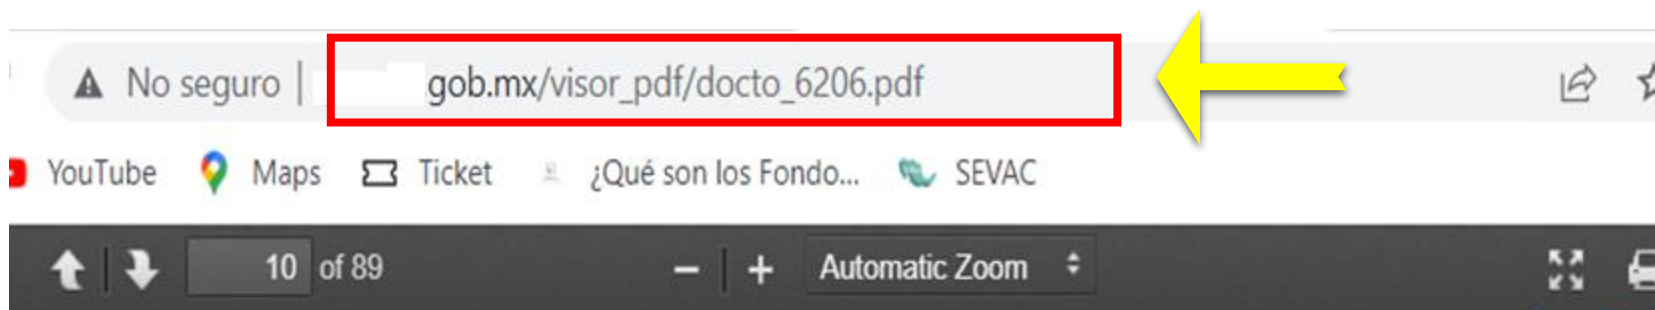 No seguro | .gob.mx/visor_pdf/docto_6206.pdf
YouTube Maps Ticket ¿Qué son los Fondo... SEVAC
10 of 89 − + Automatic Zoom